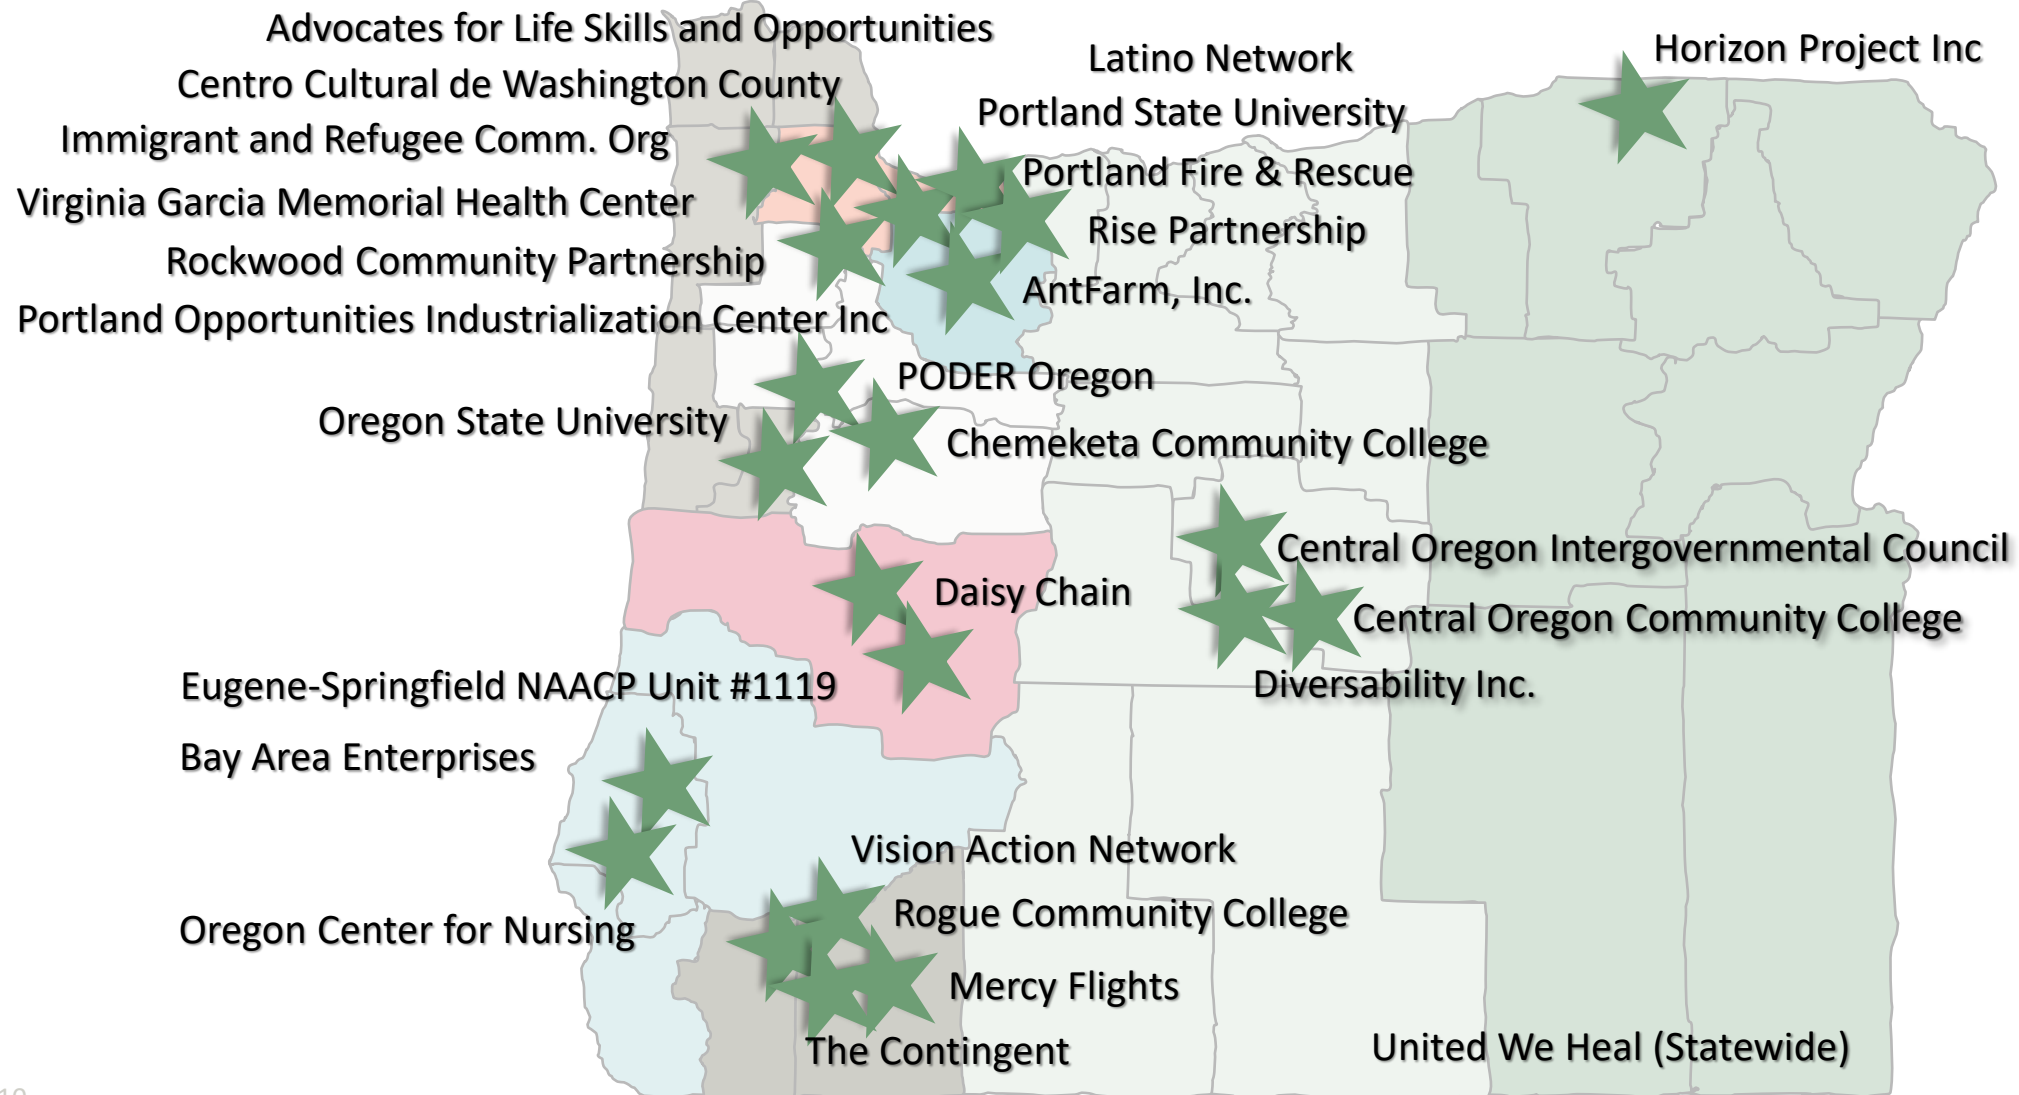 Advocates for Life Skills and Opportunities
Centro Cultural de Washington County
Immigrant and Refugee Comm. Org
Virginia Garcia Memorial Health Center
Rockwood Community Partnership
Portland Opportunities Industrialization Center Inc
Latino Network
Portland State University
Portland Fire & Rescue
Rise Partnership
AntFarm, Inc.
Horizon Project Inc
PODER Oregon
Oregon State University
Chemeketa Community College
Central Oregon Intergovernmental Council
Daisy Chain
Central Oregon Community College
Eugene-Springfield NAACP Unit #1119
Diversability Inc.
Bay Area Enterprises
Vision Action Network
Oregon Center for Nursing
Rogue Community College
Mercy Flights
The Contingent
United We Heal (Statewide)